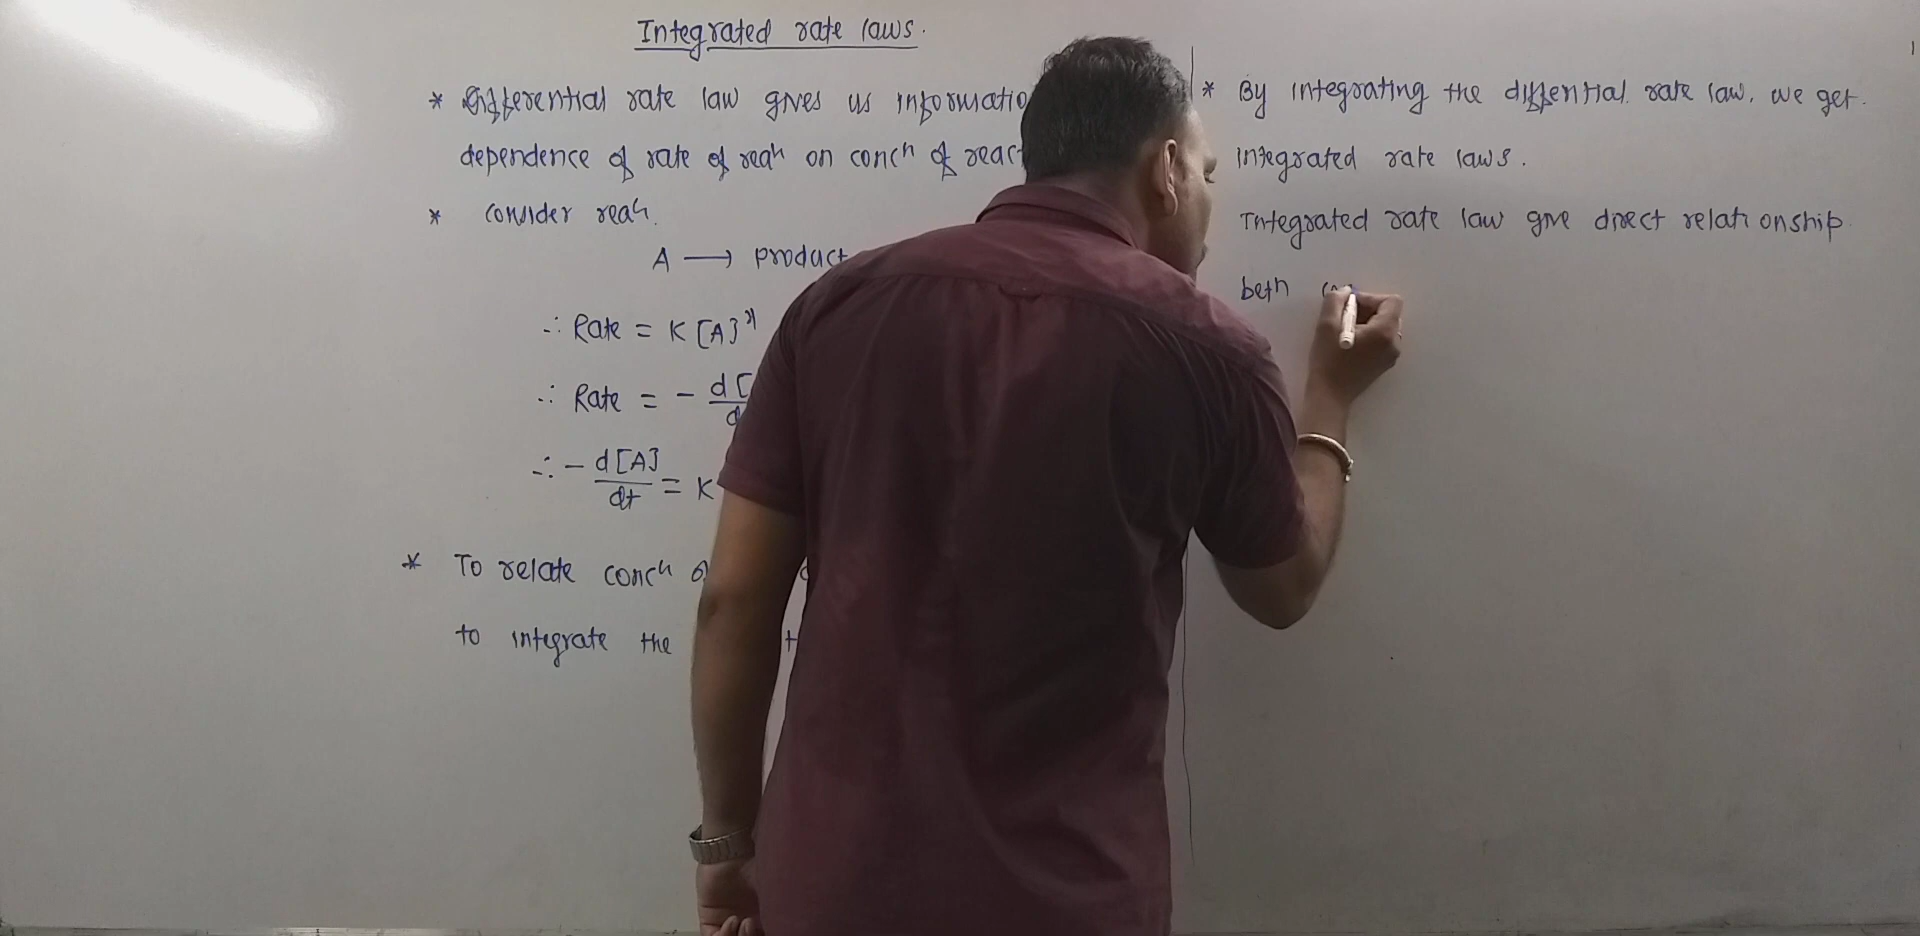 Integrated rate laws.
* Differential rate law gives us informatio
dependence of rate of reaⁿ on concⁿ of react
* consider reaⁿ.
A → product
∴ Rate = K [A]ˣ
∴ Rate = - d[
∴ - d[A]/dt = K
* To relate concⁿ
to integrate the
* By integrating the diffential rate law, we get.
integrated rate laws.
Integrated rate law give direct relationship.
betn